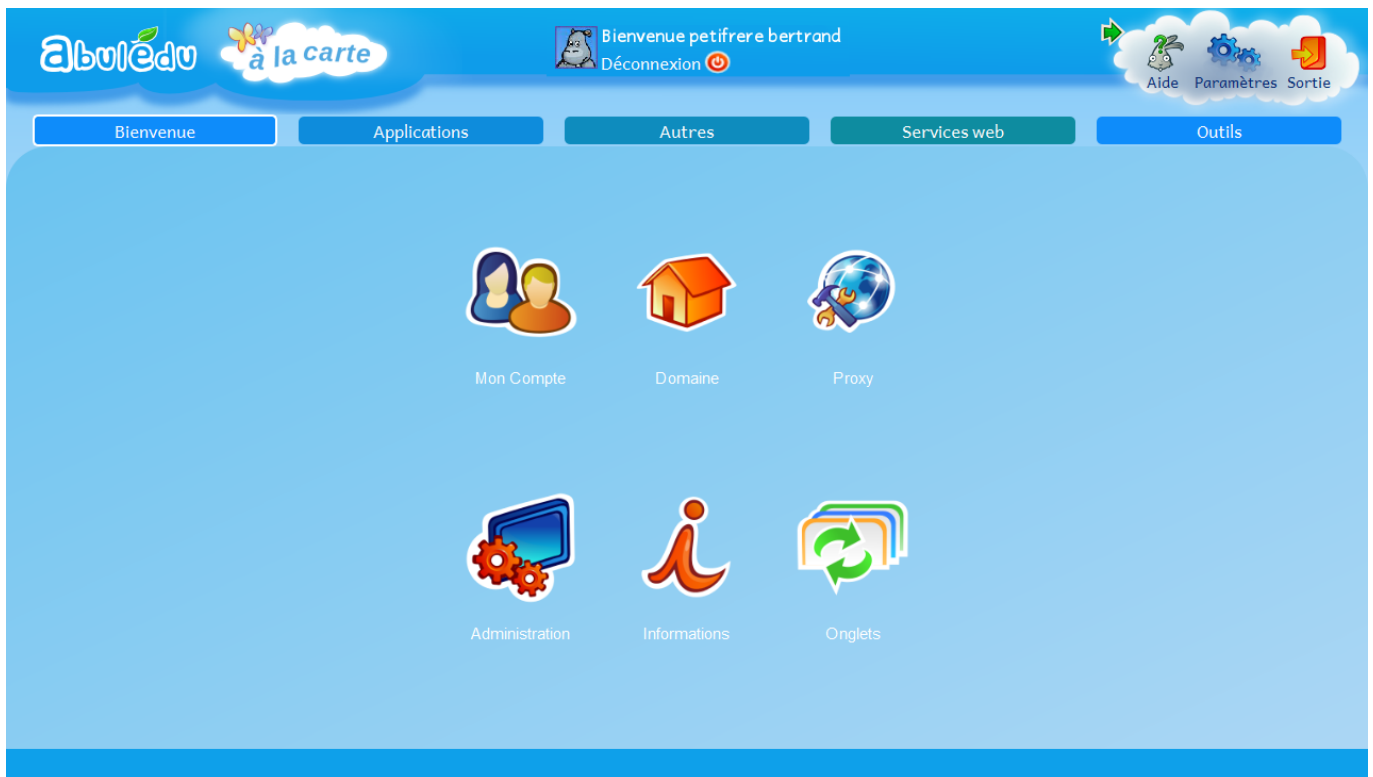 abulédu
à la carte
Bienvenue petifrere bertrand
Déconnexion
Aide Paramètres Sortie
Bienvenue Applications Autres Services web Outils
Mon Compte Domaine Proxy
Administration Informations Onglets